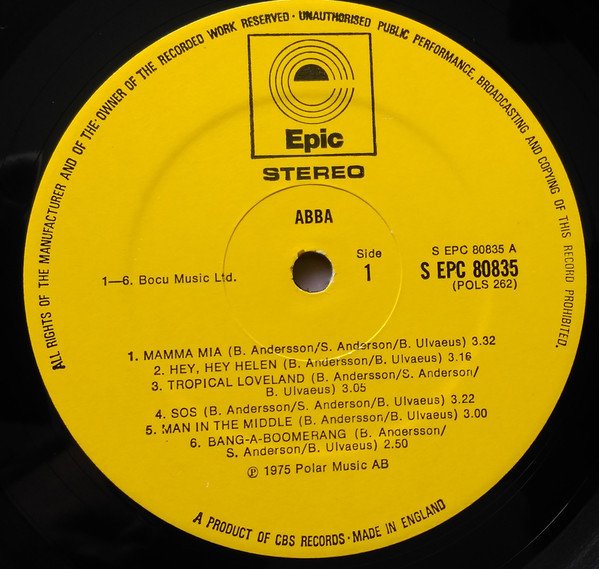 ALL RIGHTS OF THE MANUFACTURER AND OF THE OWNER OF THE RECORDED WORK RESERVED · UNAUTHORISED PUBLIC PERFORMANCE, BROADCASTING AND COPYING OF THIS RECORD PROHIBITED.
Epic
STEREO
ABBA
1—6. Bocu Music Ltd.
Side
1
S EPC 80835 A
S EPC 80835
(POLS 262)
1. MAMMA MIA (B. Andersson/S. Anderson/B. Ulvaeus) 3.32
2. HEY, HEY HELEN (B. Andersson/B. Ulvaeus) 3.16
3. TROPICAL LOVELAND (B. Andersson/S. Anderson/
B. Ulvaeus) 3.05
4. SOS (B. Andersson/S. Anderson/B. Ulvaeus) 3.22
5. MAN IN THE MIDDLE (B. Andersson/B. Ulvaeus) 3.00
6. BANG-A-BOOMERANG (B. Andersson/
S. Anderson/B. Ulvaeus) 2.50
℗ 1975 Polar Music AB
A PRODUCT OF CBS RECORDS · MADE IN ENGLAND